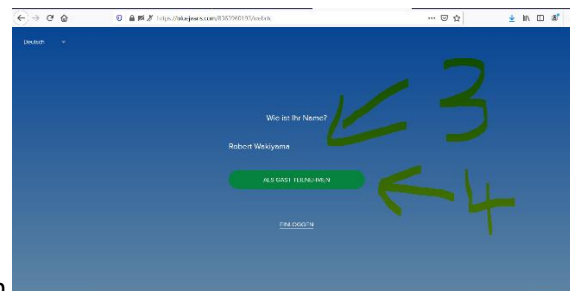 Deutsch
Wie ist Ihr Name?
3
Robert Wakiyama
ALS GAST TEILNEHMEN
4
EINLOGGEN